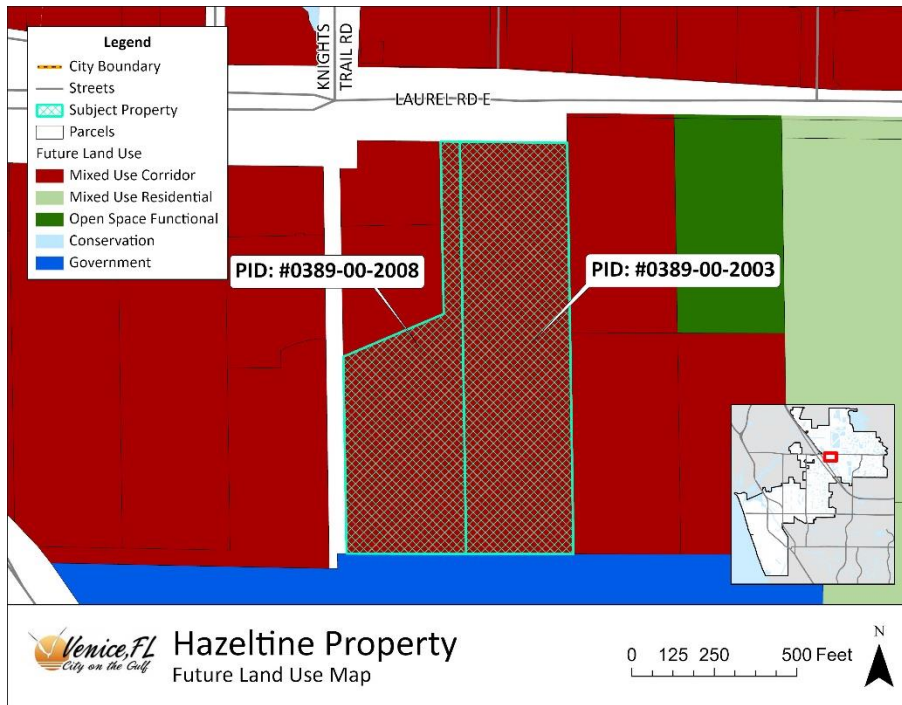 KNIGHTS
TRAIL RD
LAUREL RD E
Legend
City Boundary
Streets
Subject Property
Parcels
Future Land Use
Mixed Use Corridor
Mixed Use Residential
Open Space Functional
Conservation
Government
PID: #0389-00-2008
PID: #0389-00-2003
Venice, FL
City on the Gulf
Hazeltine Property
Future Land Use Map
0 125 250 500 Feet
N